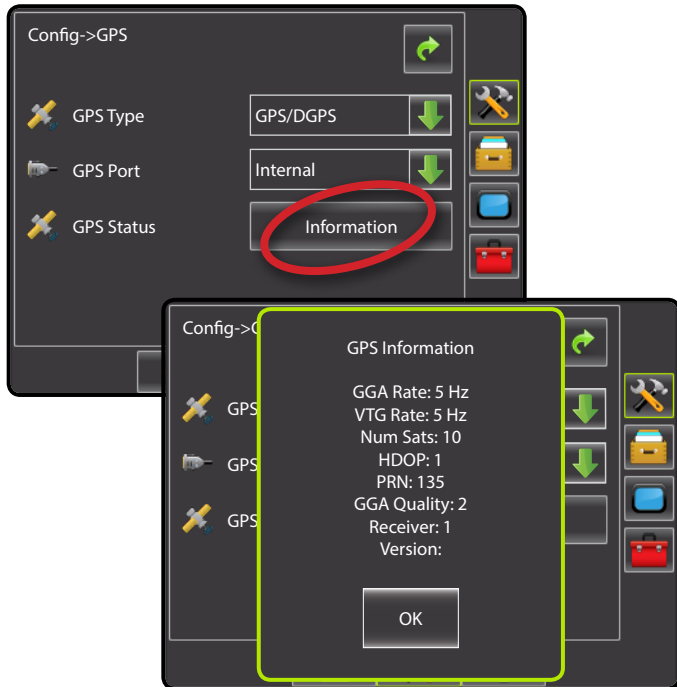 Config->GPS
GPS Type
GPS/DGPS
GPS Port
Internal
GPS Status
Information
Config->G
GPS
GPS
GPS
GPS Information
GGA Rate: 5 Hz
VTG Rate: 5 Hz
Num Sats: 10
HDOP: 1
PRN: 135
GGA Quality: 2
Receiver: 1
Version:
OK